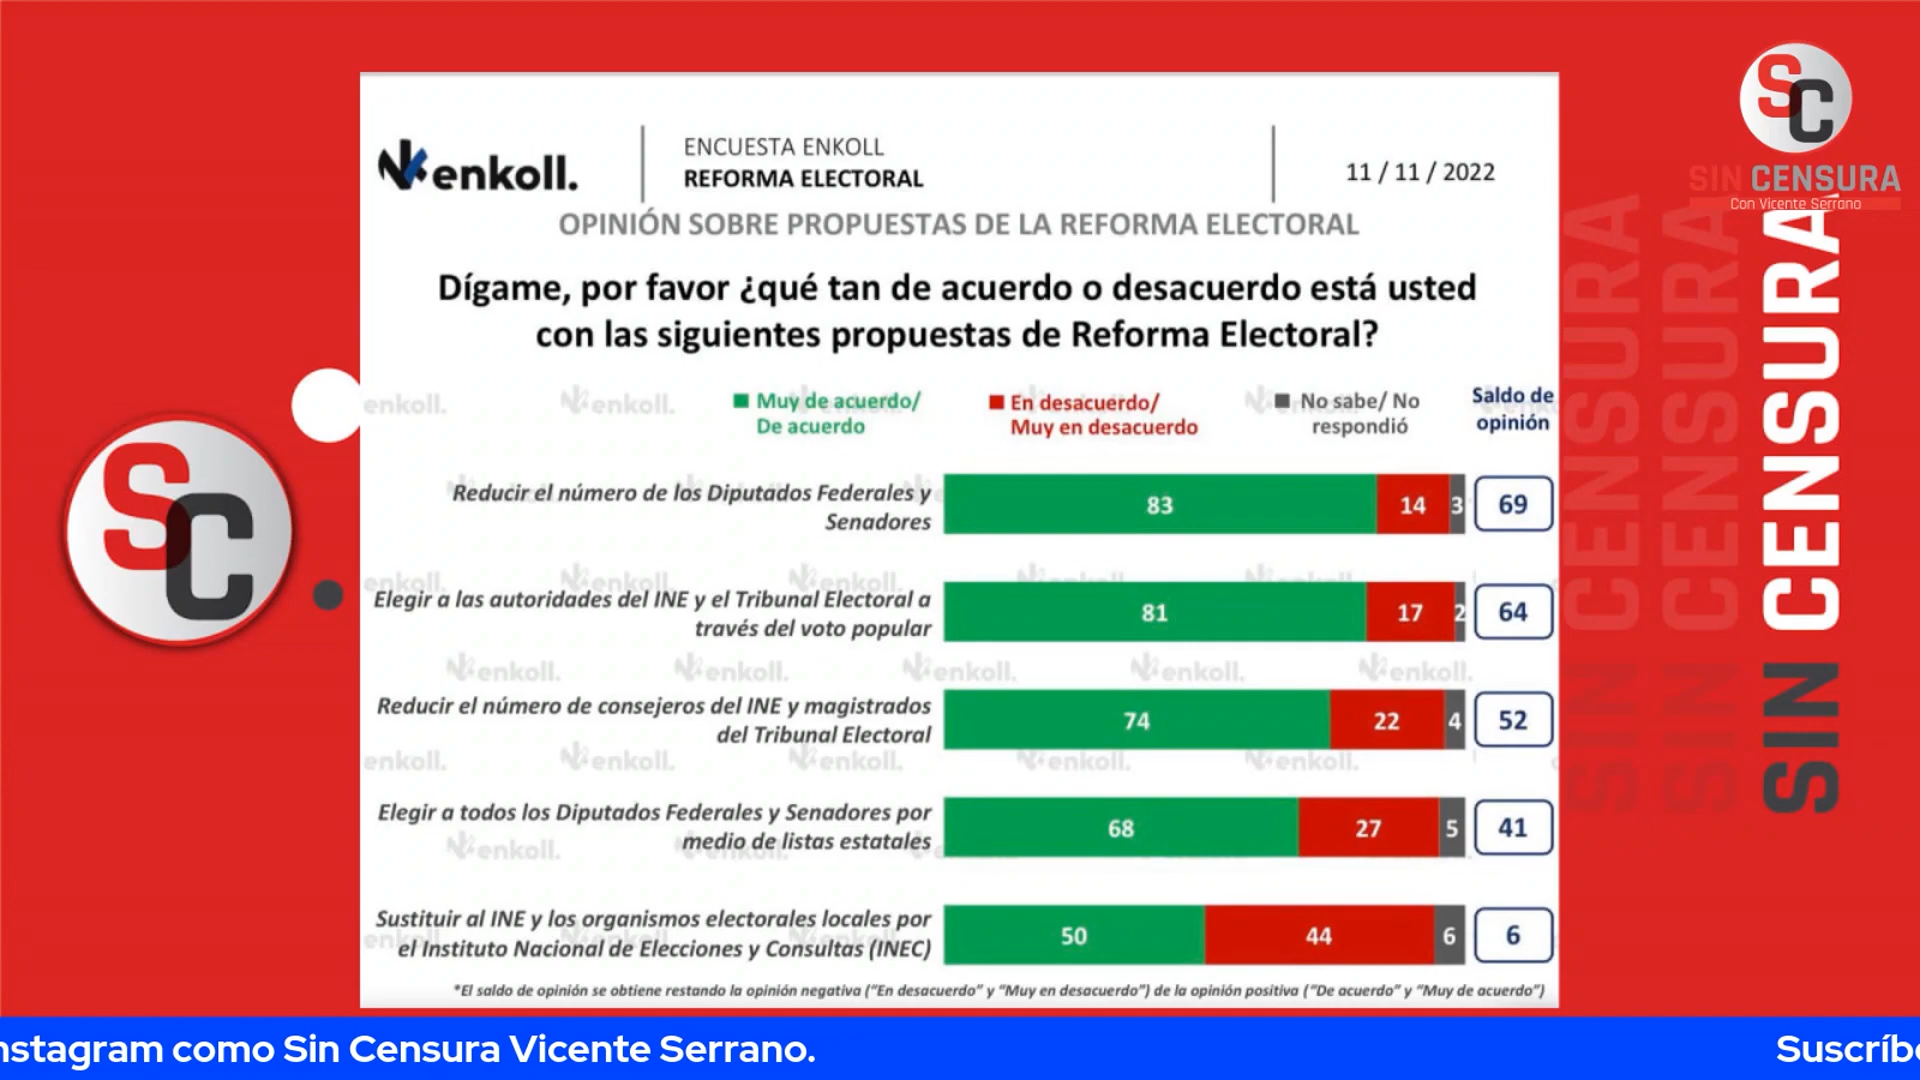 SC
SIN CENSURA
Con Vicente Serrano
enkoll.
ENCUESTA ENKOLL
REFORMA ELECTORAL
11 / 11 / 2022
OPINIÓN SOBRE PROPUESTAS DE LA REFORMA ELECTORAL
Dígame, por favor ¿qué tan de acuerdo o desacuerdo está usted
con las siguientes propuestas de Reforma Electoral?
Muy de acuerdo/
De acuerdo
En desacuerdo/
Muy en desacuerdo
No sabe/ No
respondió
Saldo de
opinión
Reducir el número de los Diputados Federales y
Senadores
83 14 3 69
Elegir a las autoridades del INE y el Tribunal Electoral a
través del voto popular
81 17 2 64
Reducir el número de consejeros del INE y magistrados
del Tribunal Electoral
74 22 4 52
Elegir a todos los Diputados Federales y Senadores por
medio de listas estatales
68 27 5 41
Sustituir al INE y los organismos electorales locales por
el Instituto Nacional de Elecciones y Consultas (INEC)
50 44 6 6
*El saldo de opinión se obtiene restando la opinión negativa ("En desacuerdo" y "Muy en desacuerdo") de la opinión positiva ("De acuerdo" y "Muy de acuerdo")
SC
SIN CENSURA
SIN CENSURA
SIN CENSURA
nstagram como Sin Censura Vicente Serrano.
Suscríbe